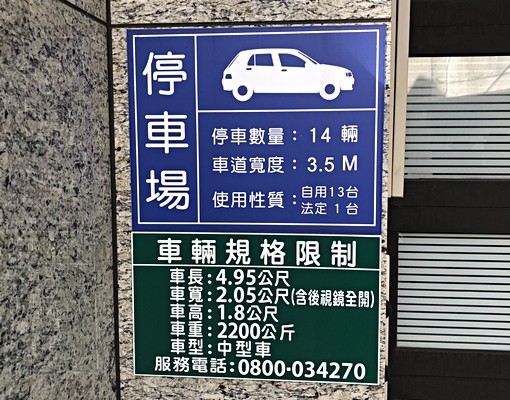 停車場
停車數量：14 輛
車道寬度：3.5 M
使用性質：自用13台
法定 1 台
車輛規格限制
車長：4.95公尺
車寬：2.05公尺(含後視鏡全開)
車高：1.8公尺
車重：2200公斤
車型：中型車
服務電話：0800-034270